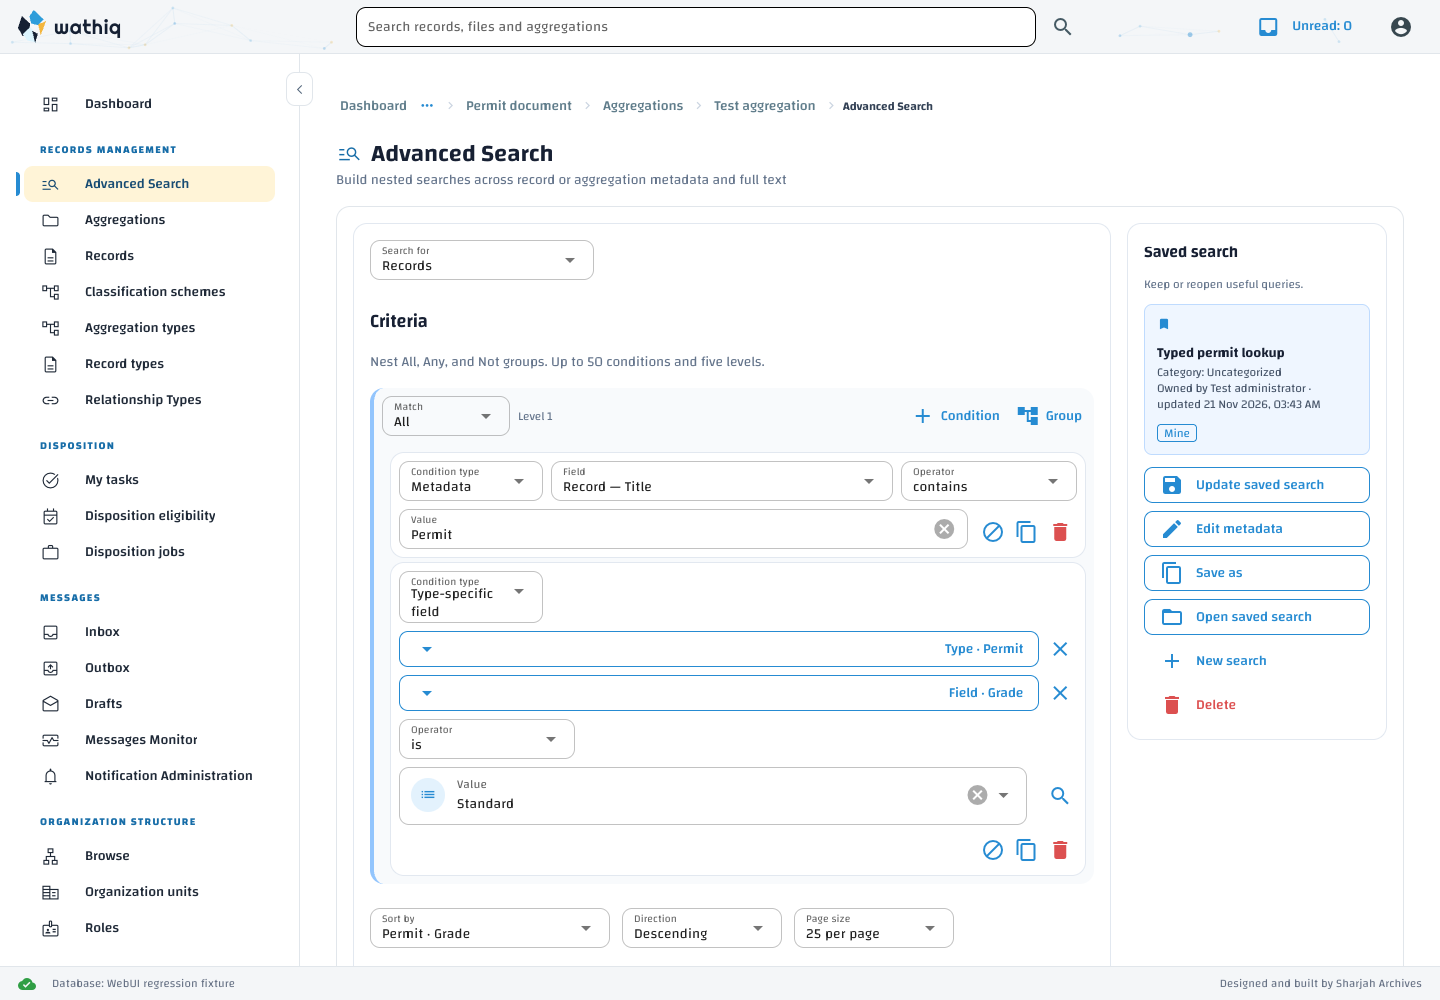 wathiq
Search records, files and aggregations
Unread: 0
Dashboard
RECORDS MANAGEMENT
Advanced Search
Aggregations
Records
Classification schemes
Aggregation types
Record types
Relationship Types
DISPOSITION
My tasks
Disposition eligibility
Disposition jobs
MESSAGES
Inbox
Outbox
Drafts
Messages Monitor
Notification Administration
ORGANIZATION STRUCTURE
Browse
Organization units
Roles
Dashboard ··· › Permit document › Aggregations › Test aggregation › Advanced Search
Advanced Search
Build nested searches across record or aggregation metadata and full text
Search for
Records
Criteria
Nest All, Any, and Not groups. Up to 50 conditions and five levels.
Match
All
Level 1
Condition
Group
Condition type
Metadata
Field
Record — Title
Operator
contains
Value
Permit
Condition type
Type-specific
field
Type · Permit
Field · Grade
Operator
is
Value
Standard
Sort by
Permit · Grade
Direction
Descending
Page size
25 per page
Saved search
Keep or reopen useful queries.
Typed permit lookup
Category: Uncategorized
Owned by Test administrator ·
updated 21 Nov 2026, 03:43 AM
Mine
Update saved search
Edit metadata
Save as
Open saved search
New search
Delete
Database: WebUI regression fixture
Designed and built by Sharjah Archives